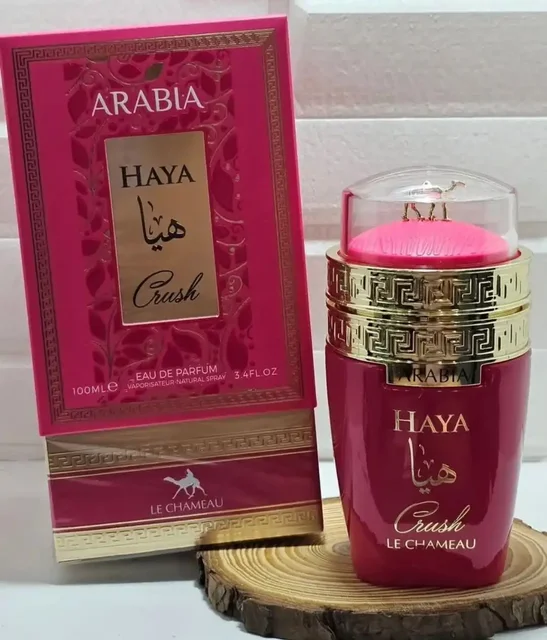 ARABIA
HAYA
هيا
Crush
EAU DE PARFUM
100ML℮ VAPORISATEUR-NATURAL SPRAY 3.4FL.OZ
LE CHAMEAU
ARABIA
HAYA
هيا
Crush
LE CHAMEAU